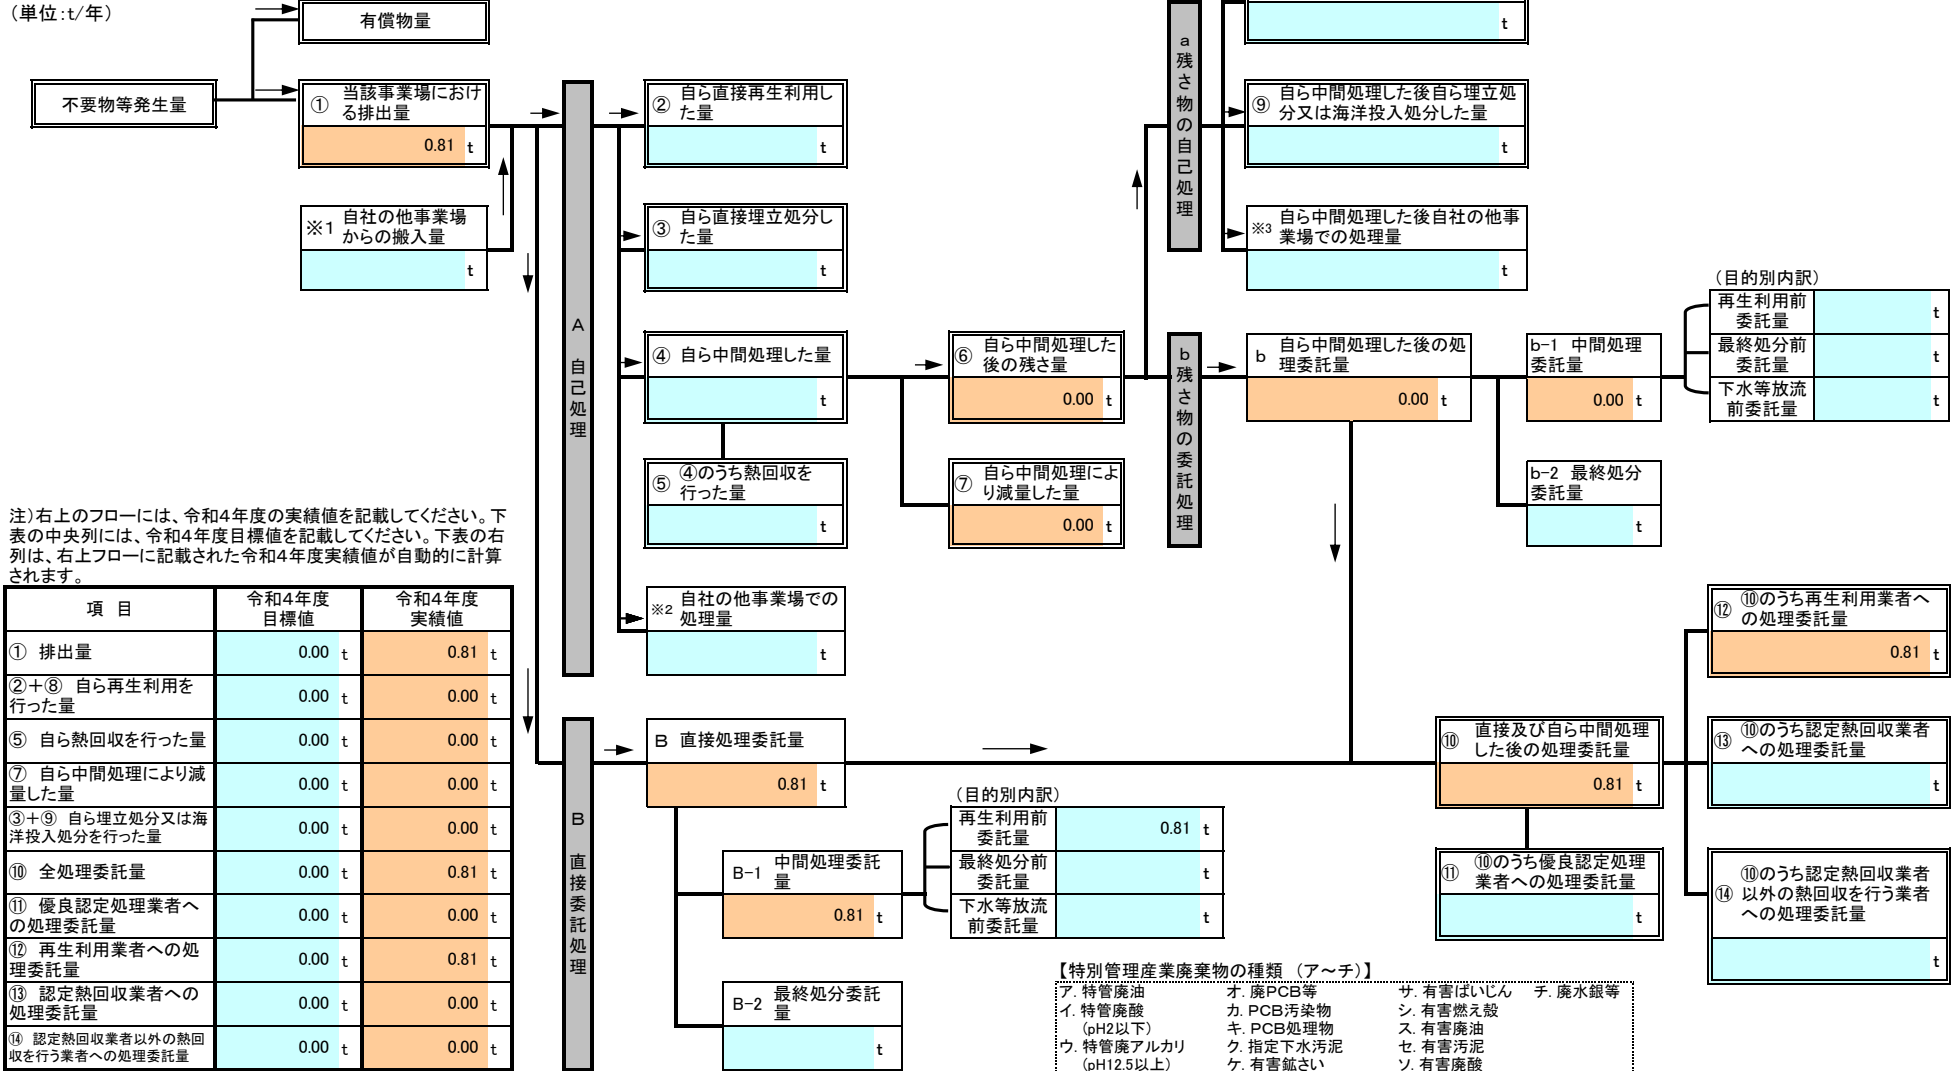 （単位:t/年）
有償物量
t
不要物等発生量
① 当該事業場におけ
る排出量
0.81 t
※1 自社の他事業場
からの搬入量
t
A 自己処理
② 自ら直接再生利用し
た量
t
③ 自ら直接埋立処分し
た量
t
④ 自ら中間処理した量
t
⑤ ④のうち熱回収を
行った量
t
※2 自社の他事業場での
処理量
t
⑥ 自ら中間処理した
後の残さ量
0.00 t
⑦ 自ら中間処理によ
り減量した量
0.00 t
a 残さ物の自己処理
⑨ 自ら中間処理した後自ら埋立処
分又は海洋投入処分した量
t
※3 自ら中間処理した後自社の他事
業場での処理量
t
b 残さ物の委託処理
b 自ら中間処理した後の処
理委託量
0.00 t
b-1 中間処理
委託量
0.00 t
（目的別内訳）
再生利用前
委託量
t
最終処分前
委託量
t
下水等放流
前委託量
t
b-2 最終処分
委託量
t
注）右上のフローには、令和４年度の実績値を記載してください。下
表の中央列には、令和４年度目標値を記載してください。下表の右
列は、右上フローに記載された令和４年度実績値が自動的に計算
されます。
項 目
令和４年度
目標値
令和４年度
実績値
① 排出量 0.00 t 0.81 t
②＋⑧ 自ら再生利用を
行った量 0.00 t 0.00 t
⑤ 自ら熱回収を行った量 0.00 t 0.00 t
⑦ 自ら中間処理により減
量した量 0.00 t 0.00 t
③＋⑨ 自ら埋立処分又は海
洋投入処分を行った量 0.00 t 0.00 t
⑩ 全処理委託量 0.00 t 0.81 t
⑪ 優良認定処理業者へ
の処理委託量 0.00 t 0.00 t
⑫ 再生利用業者への処
理委託量 0.00 t 0.81 t
⑬ 認定熱回収業者への
処理委託量 0.00 t 0.00 t
⑭ 認定熱回収業者以外の熱回
収を行う業者への処理委託量 0.00 t 0.00 t
B 直接委託処理
B 直接処理委託量
0.81 t
B-1 中間処理委託
量
0.81 t
（目的別内訳）
再生利用前
委託量
0.81 t
最終処分前
委託量
t
下水等放流
前委託量
t
B-2 最終処分委託
量
t
⑩ 直接及び自ら中間処理
した後の処理委託量
0.81 t
⑪ ⑩のうち優良認定処理
業者への処理委託量
t
⑫ ⑩のうち再生利用業者へ
の処理委託量
0.81 t
⑬ ⑩のうち認定熱回収業者
への処理委託量
t
⑭ ⑩のうち認定熱回収業者
以外の熱回収を行う業者
への処理委託量
t
【特別管理産業廃棄物の種類 （ア～チ）】
ア. 特管廃油 オ. 廃PCB等 サ. 有害ばいじん チ. 廃水銀等
イ. 特管廃酸 カ. PCB汚染物 シ. 有害燃え殻
（pH2以下） キ. PCB処理物 ス. 有害廃油
ウ. 特管廃アルカリ ク. 指定下水汚泥 セ. 有害汚泥
（pH12.5以上） ケ. 有害鉱さい ソ. 有害廃酸